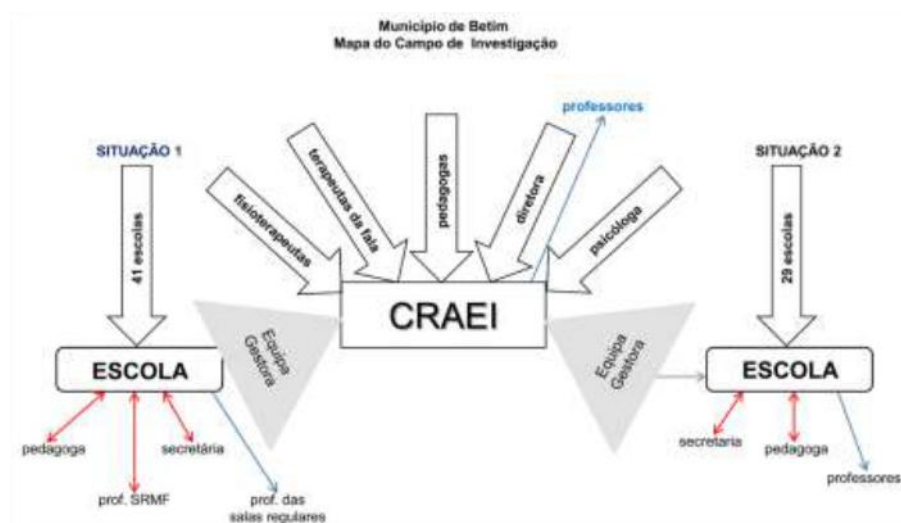 Município de Betim
Mapa do Campo de Investigação
professores
SITUAÇÃO 1
SITUAÇÃO 2
41 escolas
fisioterapeutas
terapeutas da fala
pedagogas
diretora
psicóloga
29 escolas
CRAEI
Equipa
Gestora
Equipa
Gestora
ESCOLA
ESCOLA
pedagoga
secretária
prof. SRMF
prof. das
salas regulares
secretaria
pedagoga
professores